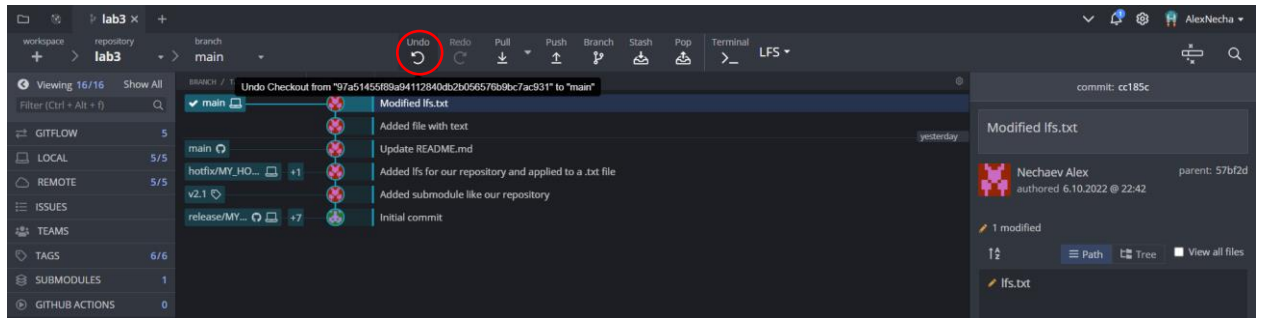 lab3 × +
AlexNecha
workspace repository branch
+ > lab3 > main
Undo Redo Pull Push Branch Stash Pop Terminal
LFS
Viewing 16/16 Show All
Filter (Ctrl + Alt + f)
GITFLOW 5
LOCAL 5/5
REMOTE 5/5
ISSUES
TEAMS
TAGS 6/6
SUBMODULES 1
GITHUB ACTIONS 0
BRANCH / T
Undo Checkout from "97a51455f89a94112840db2b056576b9bc7ac931" to "main"
main Modified lfs.txt
Added file with text
yesterday
main Update README.md
hotfix/MY_HO... +1 Added lfs for our repository and applied to a .txt file
v2.1 Added submodule like our repository
release/MY... +7 Initial commit
commit: cc185c
Modified lfs.txt
Nechaev Alex parent: 57bf2d
authored 6.10.2022 @ 22:42
1 modified
Path Tree View all files
lfs.txt